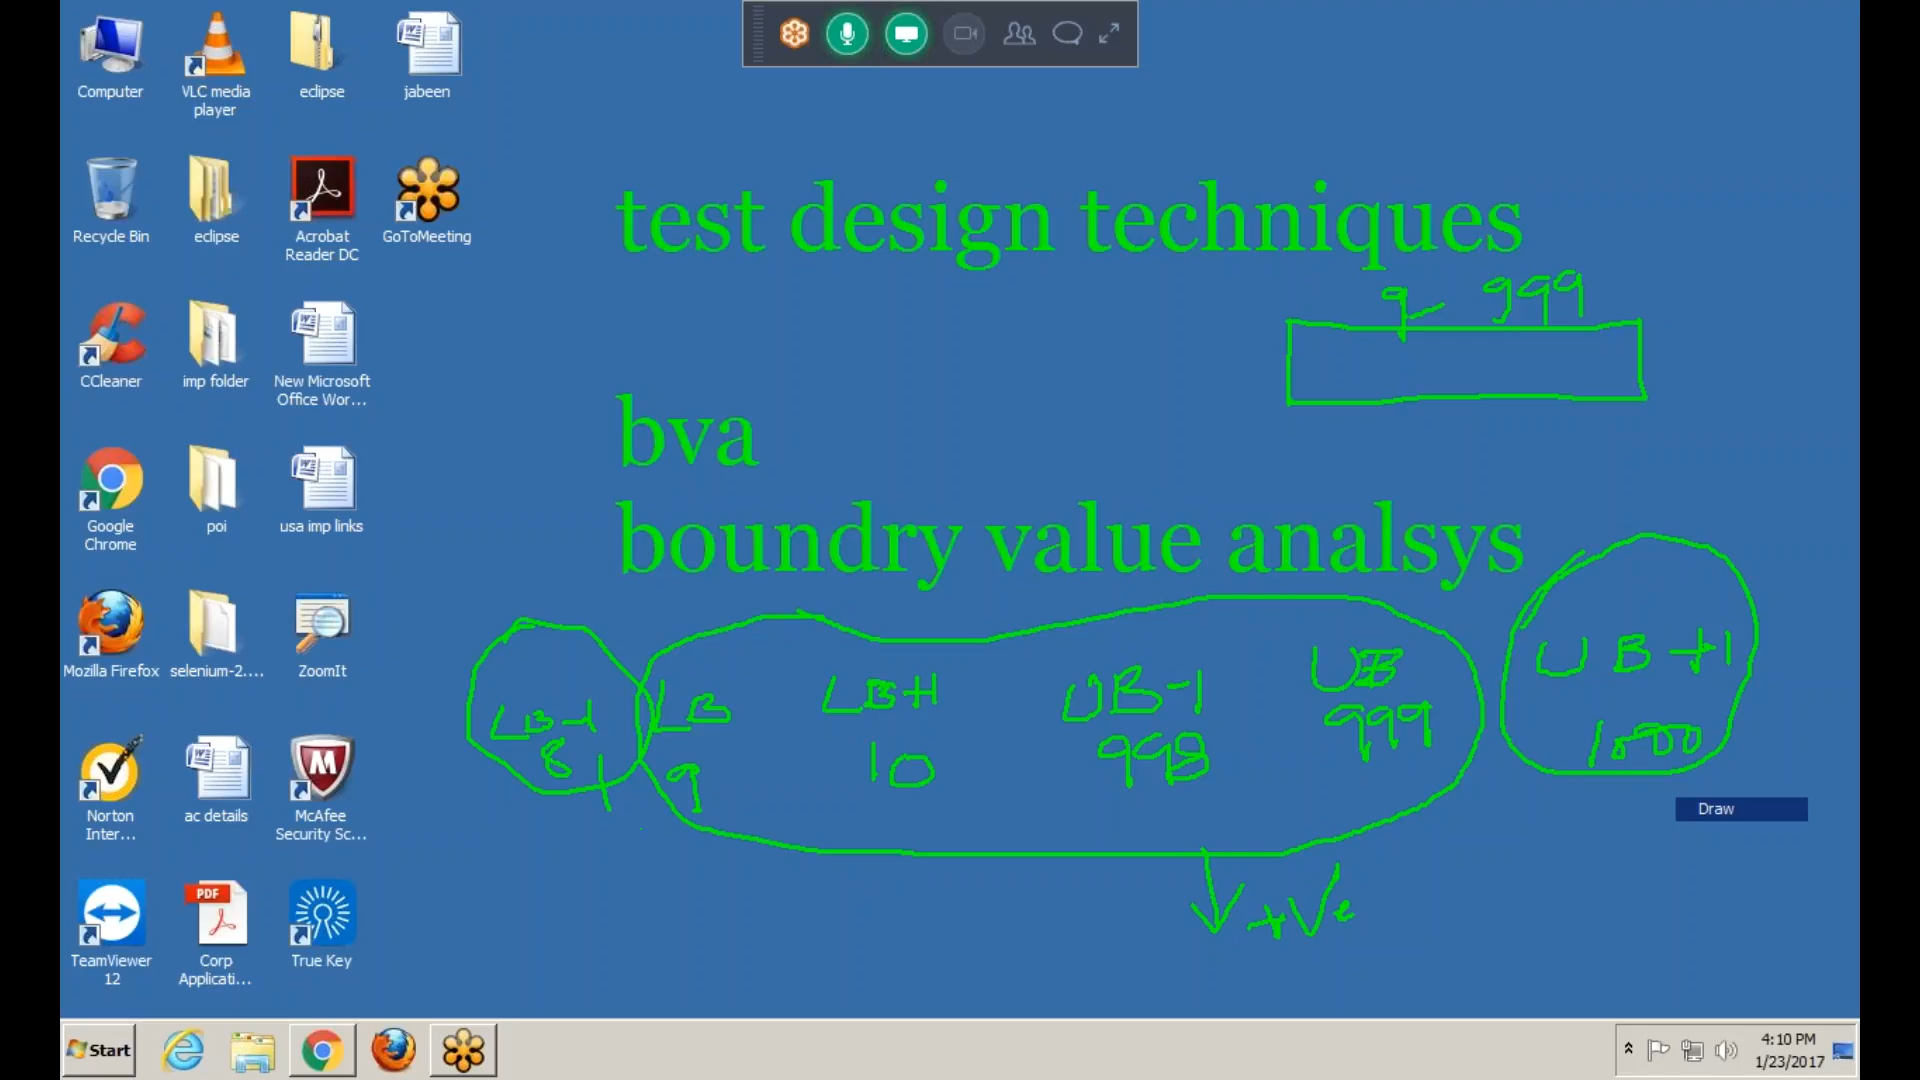 Computer
VLC media
player
eclipse
jabeen
Recycle Bin
eclipse
Acrobat
Reader DC
GoToMeeting
CCleaner
imp folder
New Microsoft
Office Wor...
Google
Chrome
poi
usa imp links
Mozilla Firefox
selenium-2....
ZoomIt
Norton
Inter...
ac details
McAfee
Security Sc...
TeamViewer
12
PDF
Corp
Applicati...
True Key
test design techniques
9 - 999
bva
boundry value analsys
LB-1 LB LB+1 UB-1 UB UB+1
8 9 10 998 999 1000
Draw
+ve
Start
4:10 PM
1/23/2017